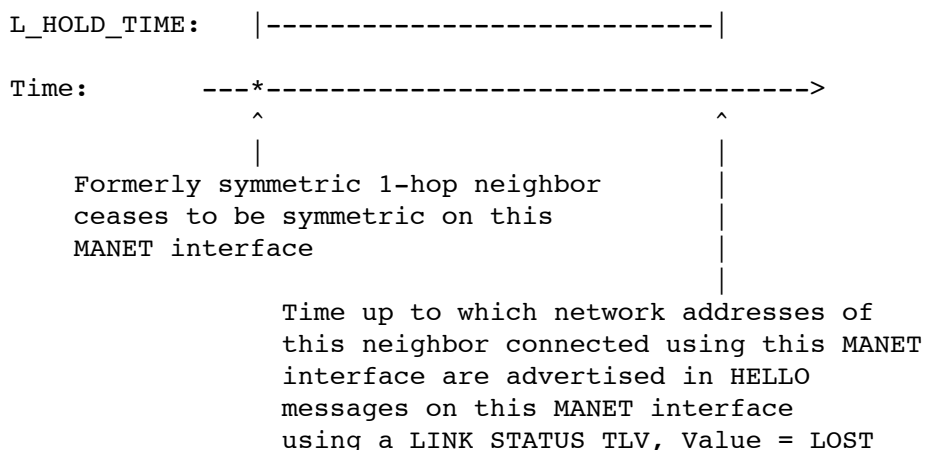 L_HOLD_TIME:   |----------------------------|
Time:       ---*---------------------------------->
^                            ^
|                            |
Formerly symmetric 1-hop neighbor       |
ceases to be symmetric on this          |
MANET interface                         |
|
Time up to which network addresses of
this neighbor connected using this MANET
interface are advertised in HELLO
messages on this MANET interface
using a LINK_STATUS TLV, Value = LOST